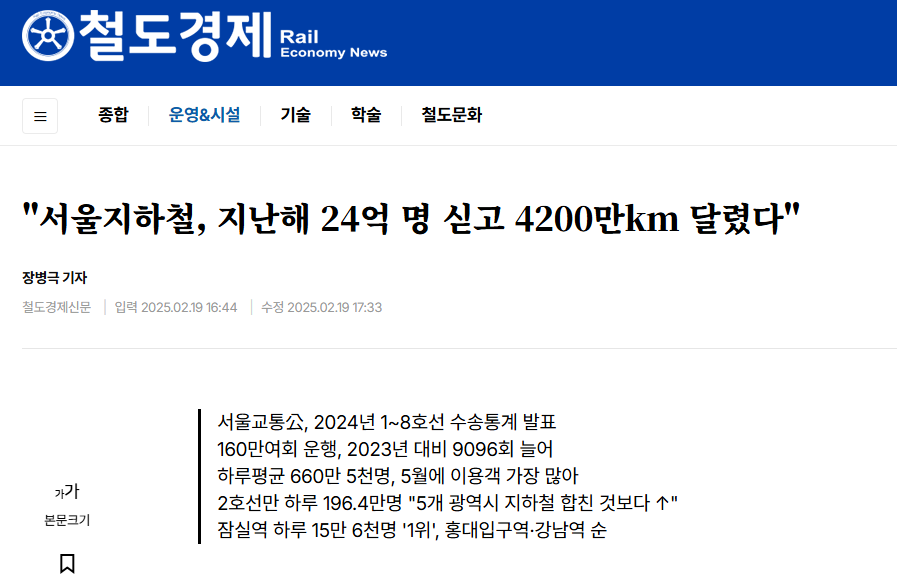 철도경제 Rail Economy News
종합 운영&시설 기술 학술 철도문화
"서울지하철, 지난해 24억 명 싣고 4200만km 달렸다"
장병극 기자
철도경제신문 입력 2025.02.19 16:44 수정 2025.02.19 17:33
서울교통公, 2024년 1~8호선 수송통계 발표
160만여회 운행, 2023년 대비 9096회 늘어
하루평균 660만 5천명, 5월에 이용객 가장 많아
2호선만 하루 196.4만명 "5개 광역시 지하철 합친 것보다 ↑"
잠실역 하루 15만 6천명 '1위', 홍대입구역·강남역 순
가가
본문크기